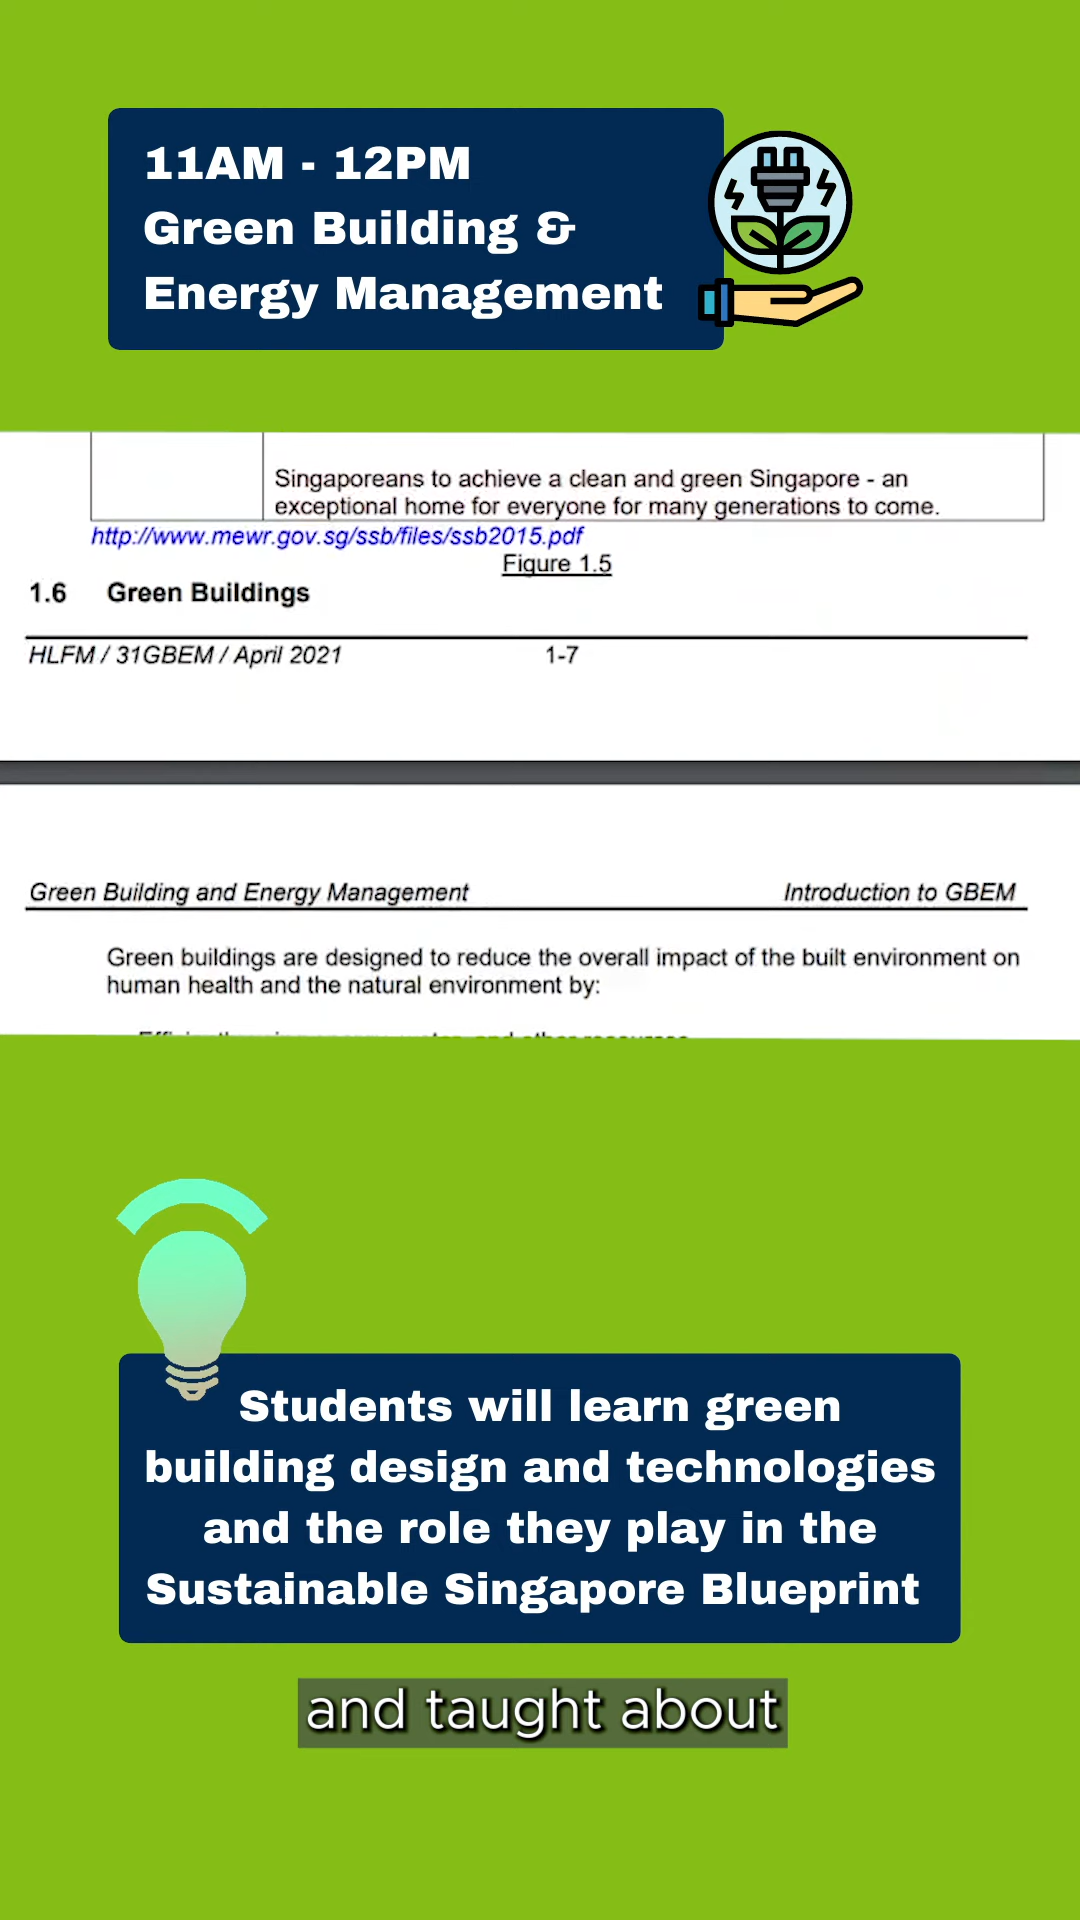 11AM - 12PM
Green Building &
Energy Management
Singaporeans to achieve a clean and green Singapore - an
exceptional home for everyone for many generations to come.
http://www.mewr.gov.sg/ssb/files/ssb2015.pdf
Figure 1.5
1.6 Green Buildings
HLFM / 31GBEM / April 2021 1-7
Green Building and Energy Management Introduction to GBEM
Green buildings are designed to reduce the overall impact of the built environment on
human health and the natural environment by:
Students will learn green
building design and technologies
and the role they play in the
Sustainable Singapore Blueprint
and taught about